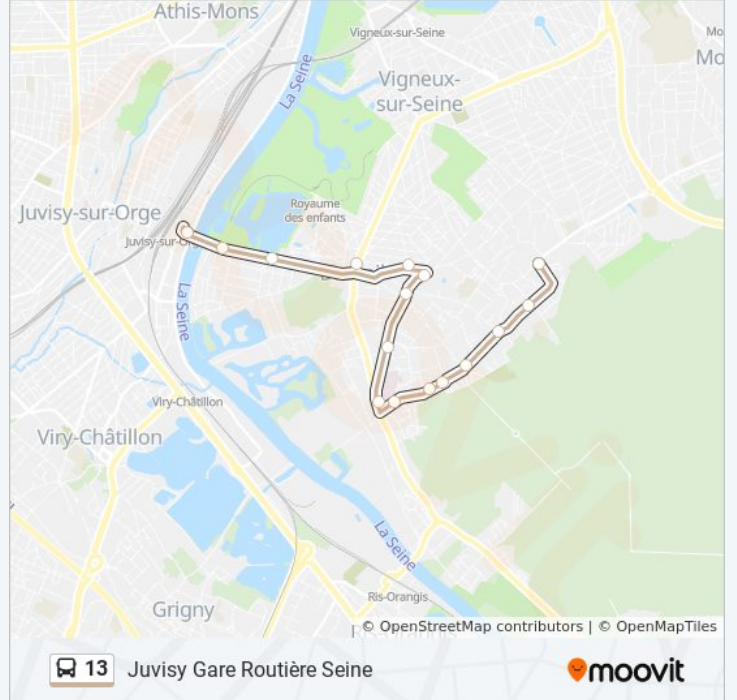 Athis-Mons
Vigneux-sur-Seine
Mo
Mo
La Seine
Vigneux-
sur-Seine
Juvisy-sur-Orge
Royaume
des enfants
Juvisy-sur-Or
La Seine
Viry-Châtillon
Viry-Châtillon
La Seine
Grigny
Ris-Orangis
© OpenStreetMap contributors | © OpenMapTiles
13 Juvisy Gare Routière Seine
moovit